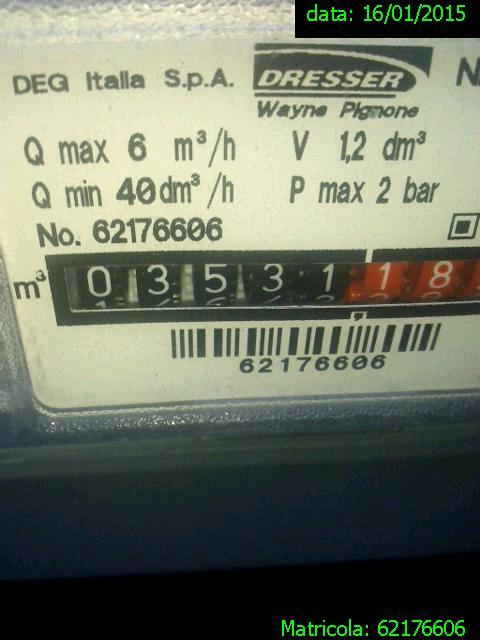 data: 16/01/2015
DEG Italia S.p.A.
DRESSER
Wayne Pignone
Q max 6 m³/h
V 1,2 dm³
Q min 40dm³/h
P max 2 bar
No. 62176606
m³ 0 3 5 3 1 1 8
62176606
Matricola: 62176606